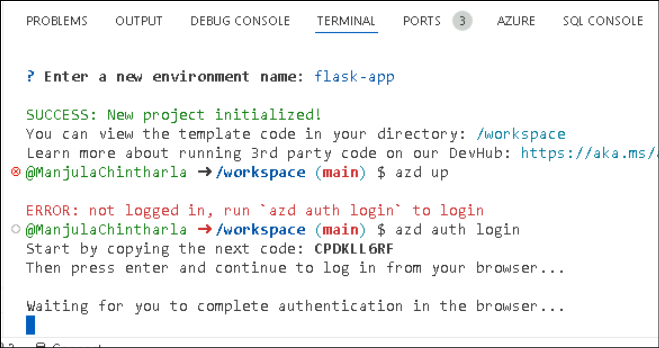 PROBLEMS OUTPUT DEBUG CONSOLE TERMINAL PORTS 3 AZURE SQL CONSOLE
? Enter a new environment name: flask-app
SUCCESS: New project initialized!
You can view the template code in your directory: /workspace
Learn more about running 3rd party code on our DevHub: https://aka.ms/
@ManjulaChintharla ➜/workspace (main) $ azd up
ERROR: not logged in, run `azd auth login` to login
@ManjulaChintharla ➜/workspace (main) $ azd auth login
Start by copying the next code: CPDKLL6RF
Then press enter and continue to log in from your browser...
Waiting for you to complete authentication in the browser...